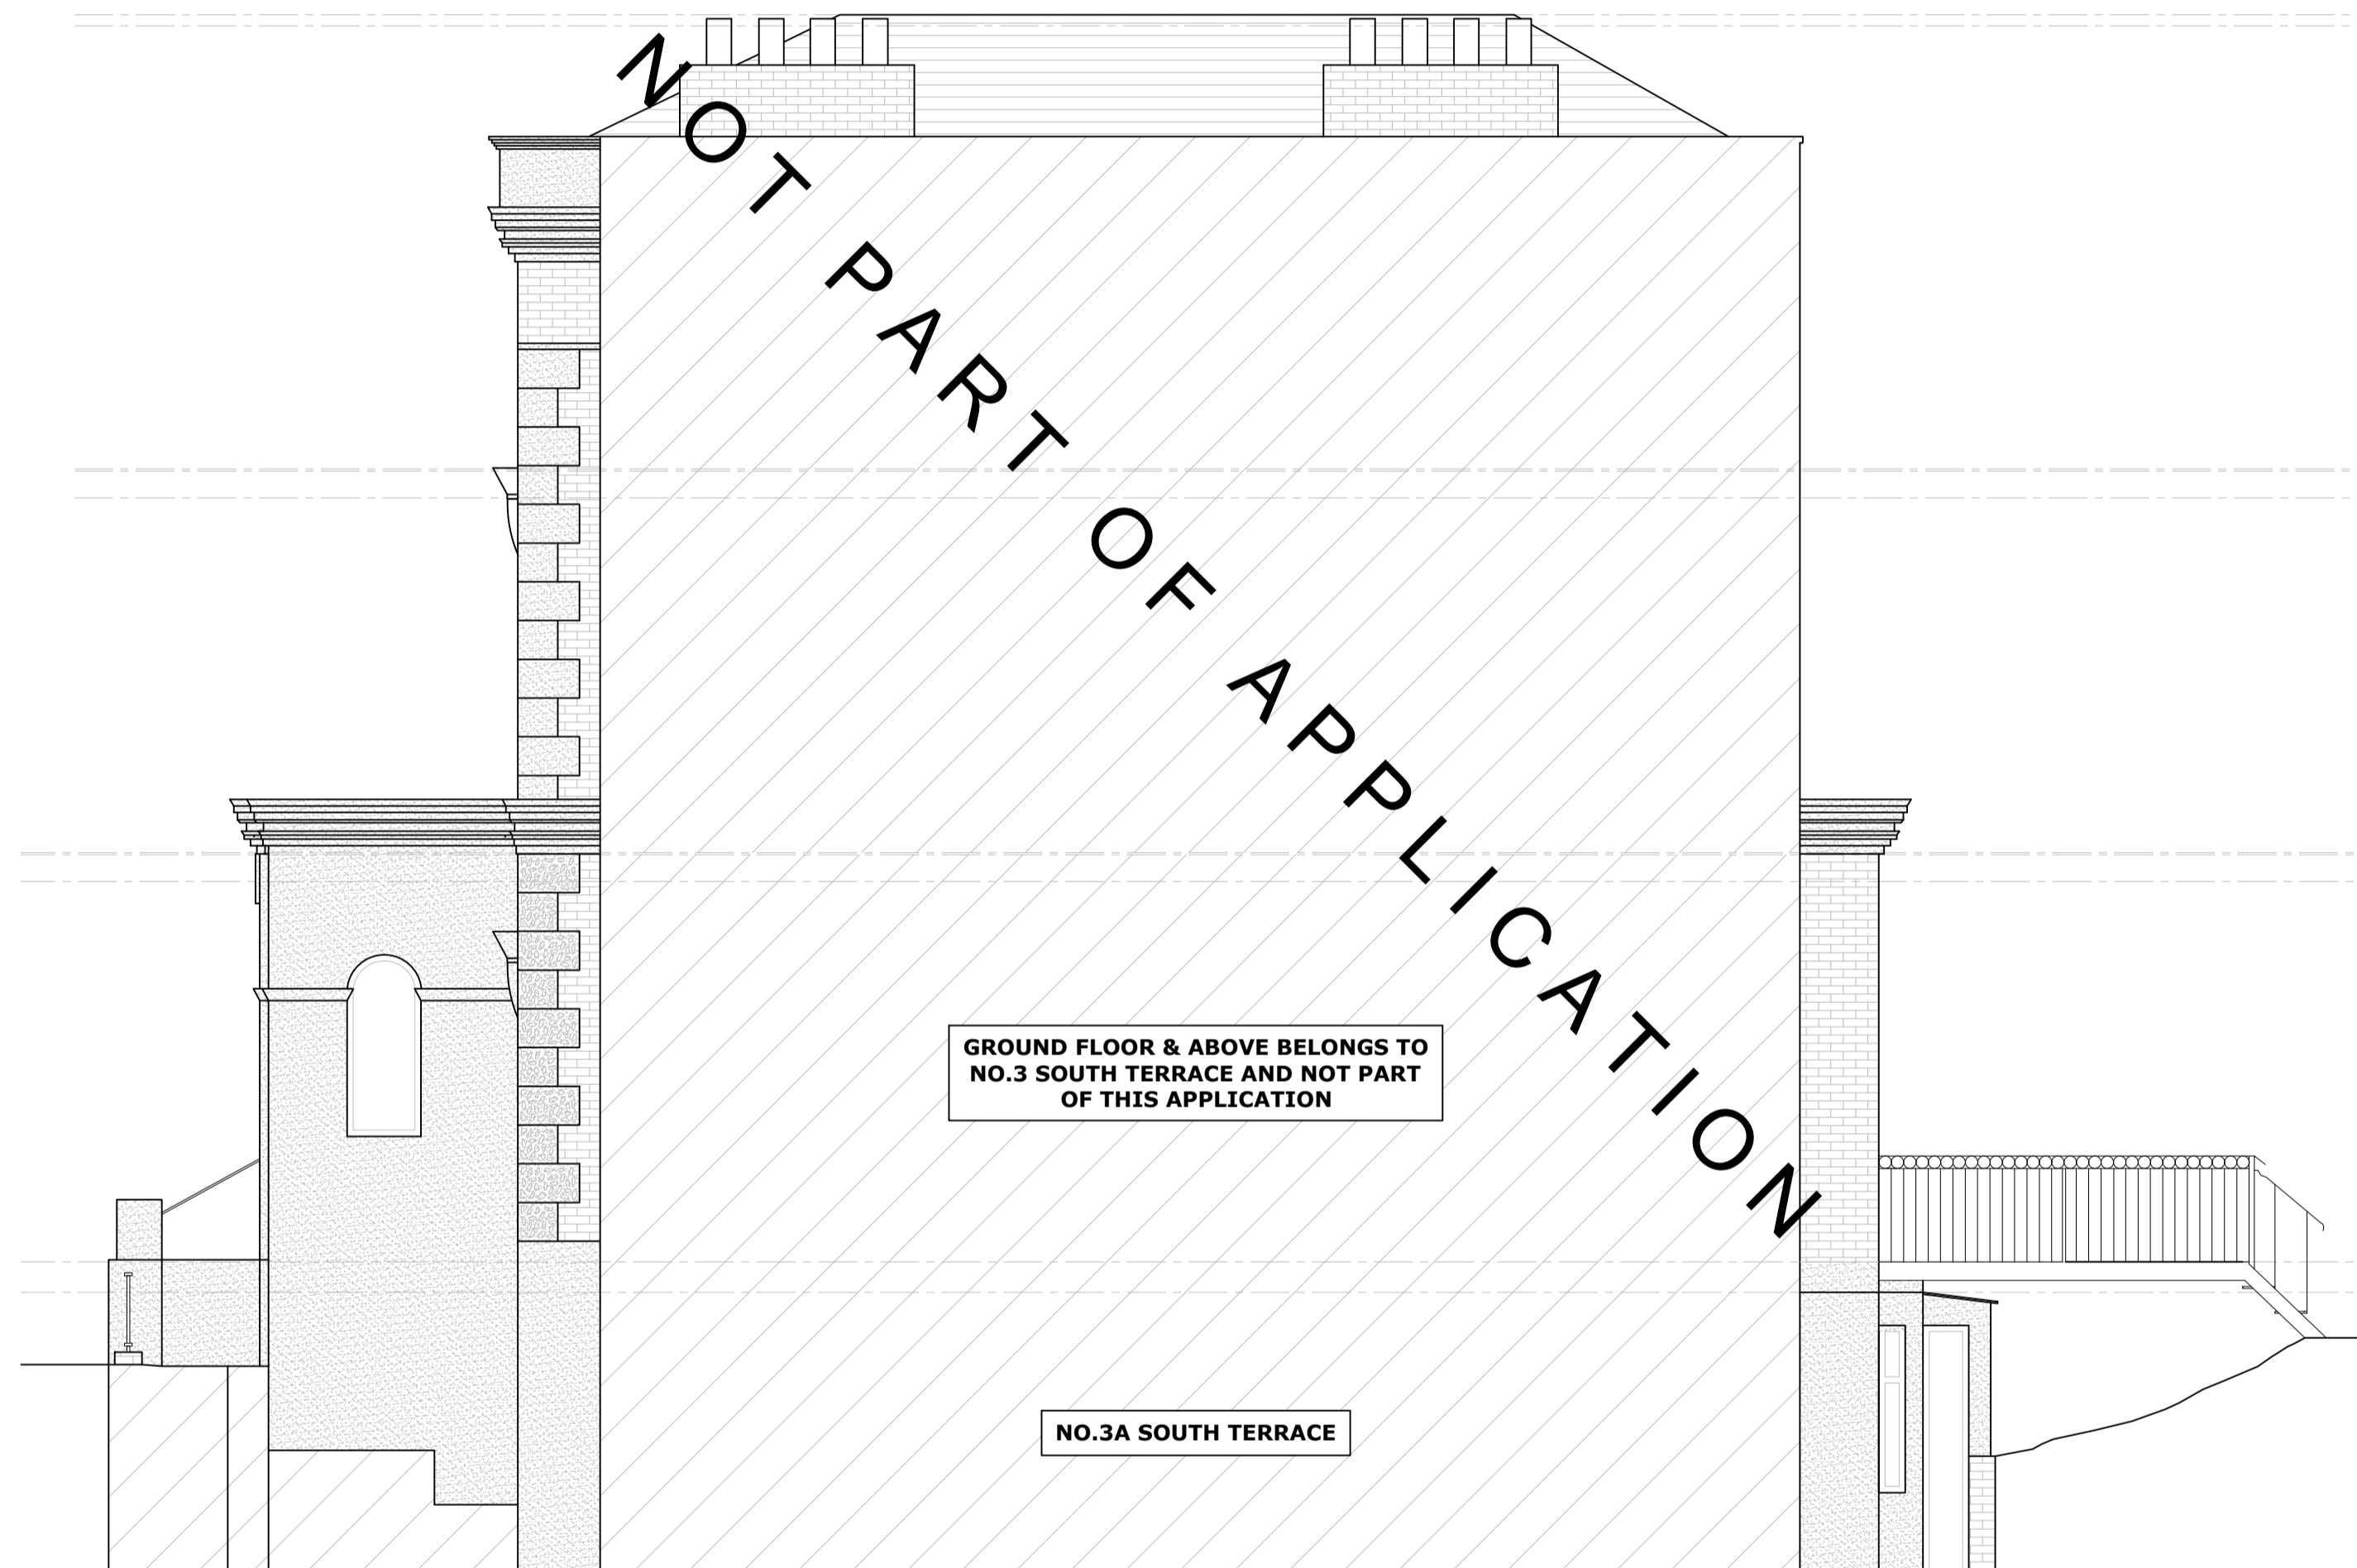 NOT PART OF APPLICATION
GROUND FLOOR & ABOVE BELONGS TO
NO.3 SOUTH TERRACE AND NOT PART
OF THIS APPLICATION
NO.3A SOUTH TERRACE